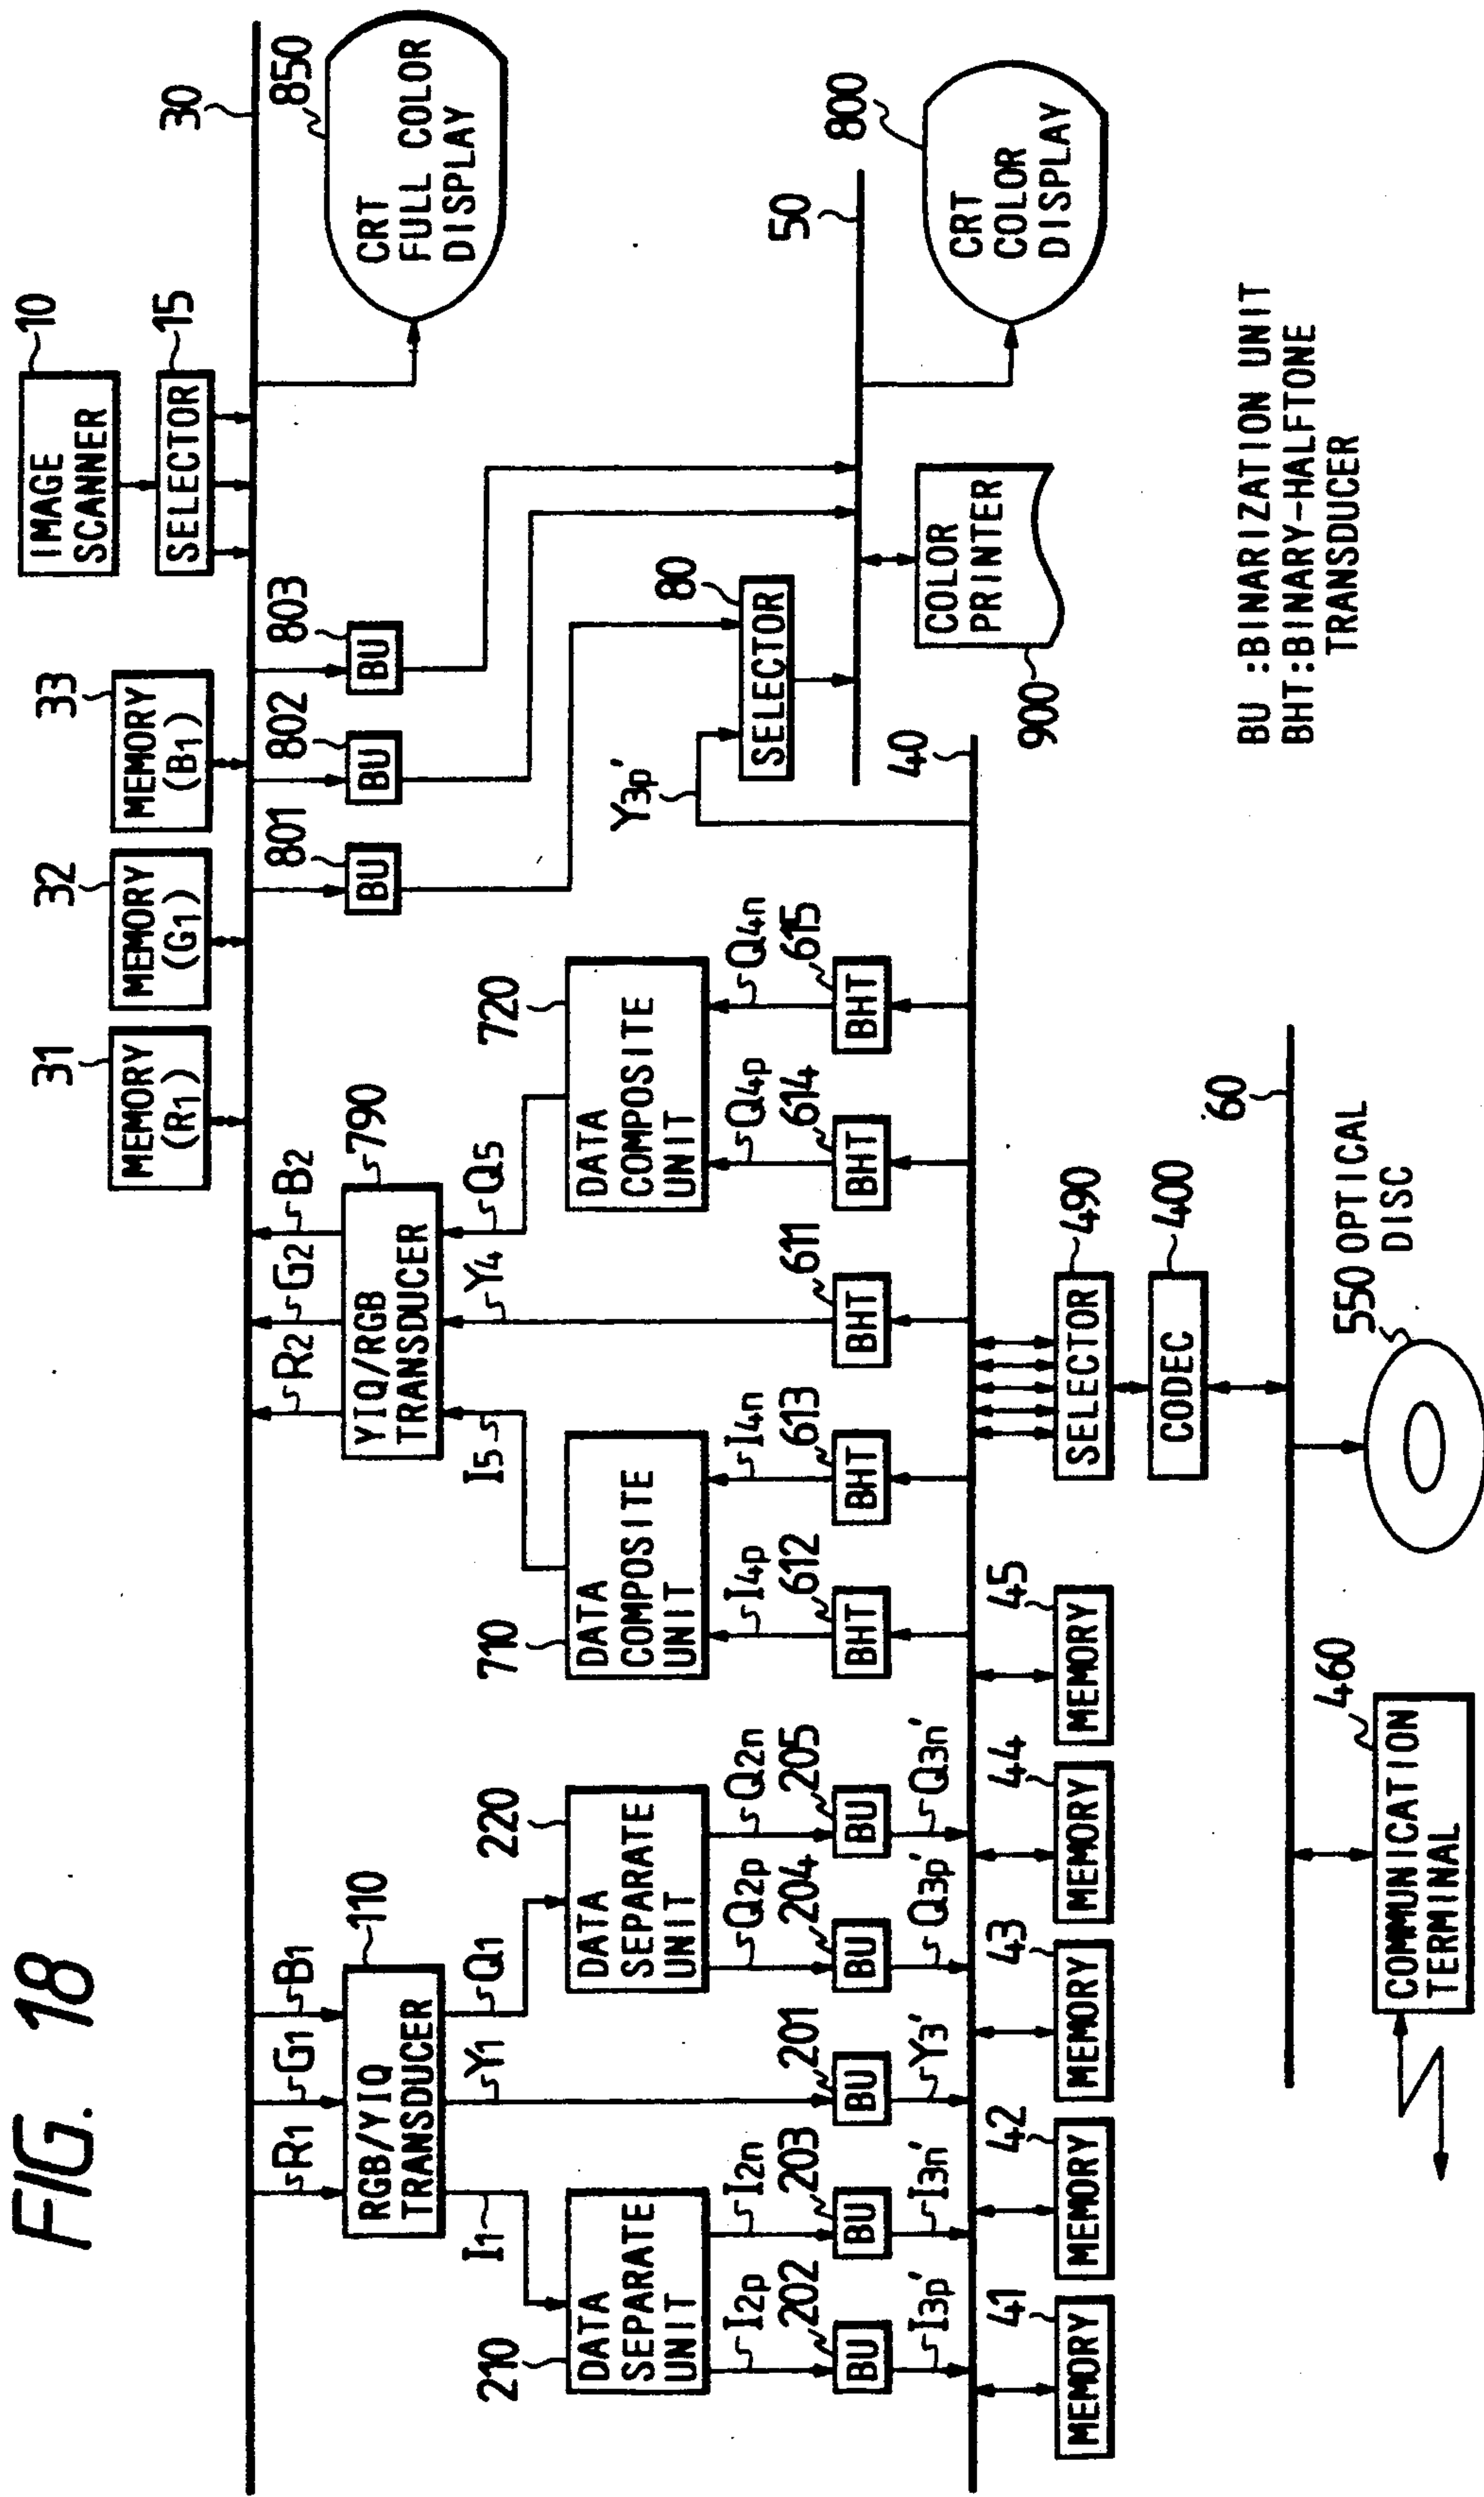 FIG. 18
10
IMAGE
SCANNER
15
SELECTOR
30
31
MEMORY
(R1)
32
MEMORY
(G1)
33
MEMORY
(B1)
850
CRT
FULL COLOR
DISPLAY
R1
G1
B1
110
RGB/YIQ
TRANSDUCER
I1
Y1
Q1
R2
G2
B2
790
YIQ/RGB
TRANSDUCER
I5
Y4
Q5
801
BU
802
BU
803
BU
210
DATA
SEPARATE
UNIT
220
DATA
SEPARATE
UNIT
710
DATA
COMPOSITE
UNIT
720
DATA
COMPOSITE
UNIT
I2p
I2n
Q2p
Q2n
I4p
I4n
Q4p
Q4n
202
BU
203
BU
201
BU
204
BU
205
BU
612
BHT
613
BHT
611
BHT
614
BHT
615
BHT
I3p'
I3n'
Y3'
Q3p'
Q3n'
Y3p'
80
SELECTOR
50
800
CRT
COLOR
DISPLAY
40
900
COLOR
PRINTER
41
MEMORY
42
MEMORY
43
MEMORY
44
MEMORY
45
MEMORY
490
SELECTOR
400
CODEC
60
460
COMMUNICATION
TERMINAL
550 OPTICAL
DISC
BU :BINARIZATION UNIT
BHT:BINARY-HALFTONE
TRANSDUCER